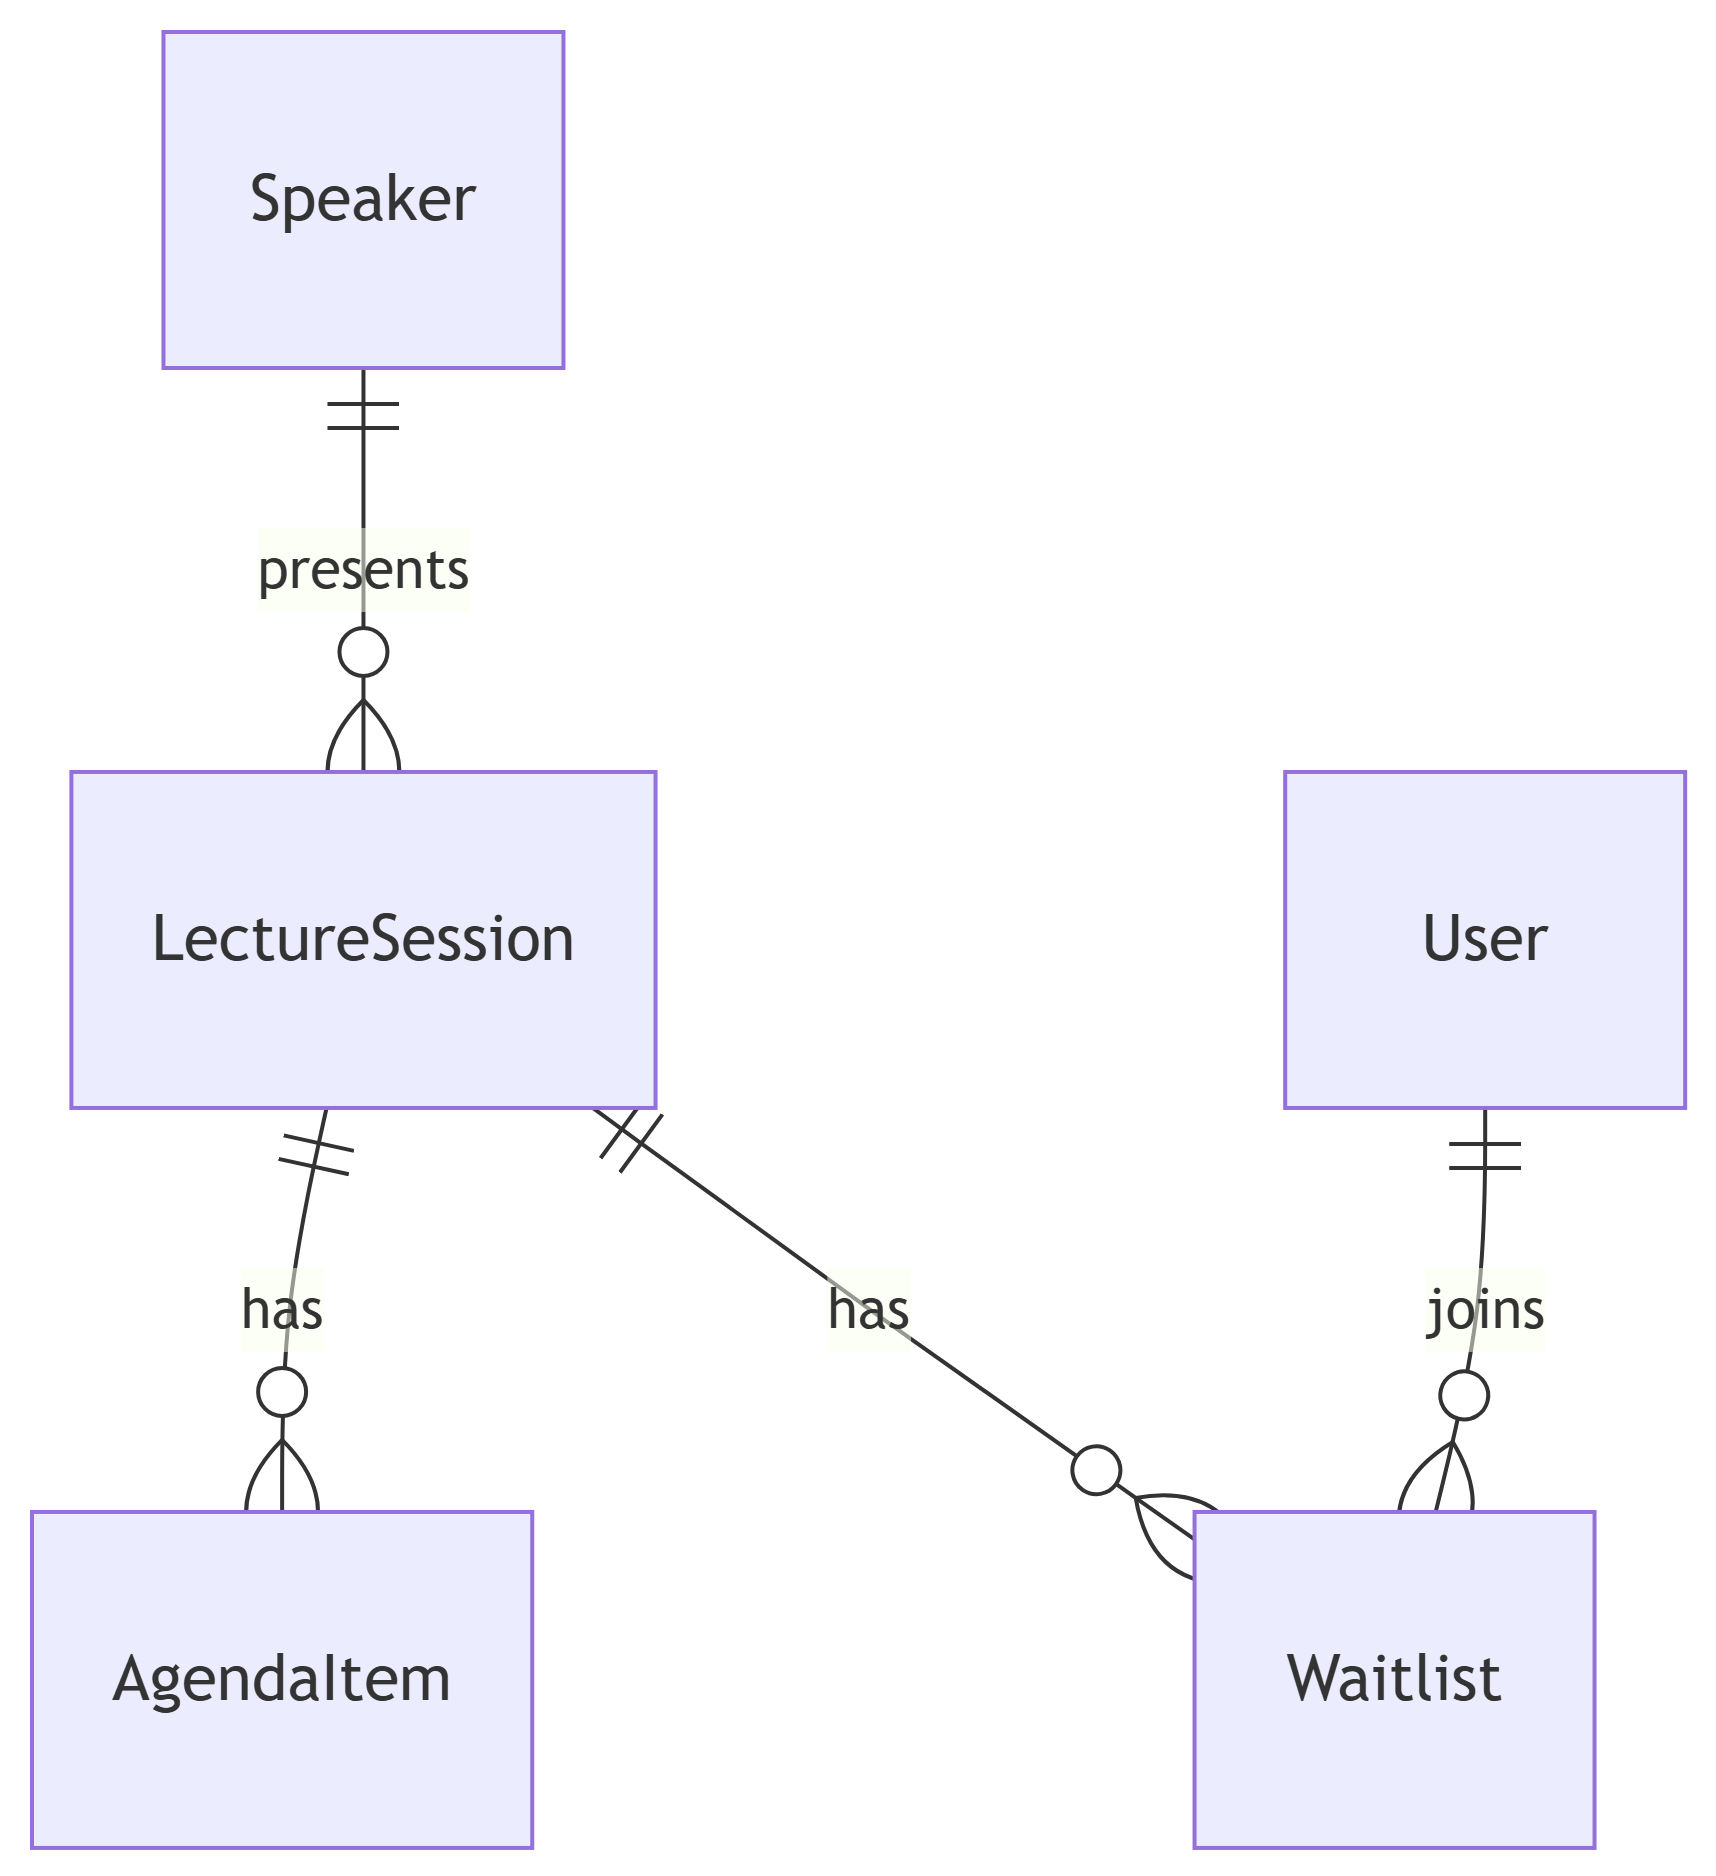 Speaker
presents
LectureSession
User
has
has
joins
AgendaItem
Waitlist